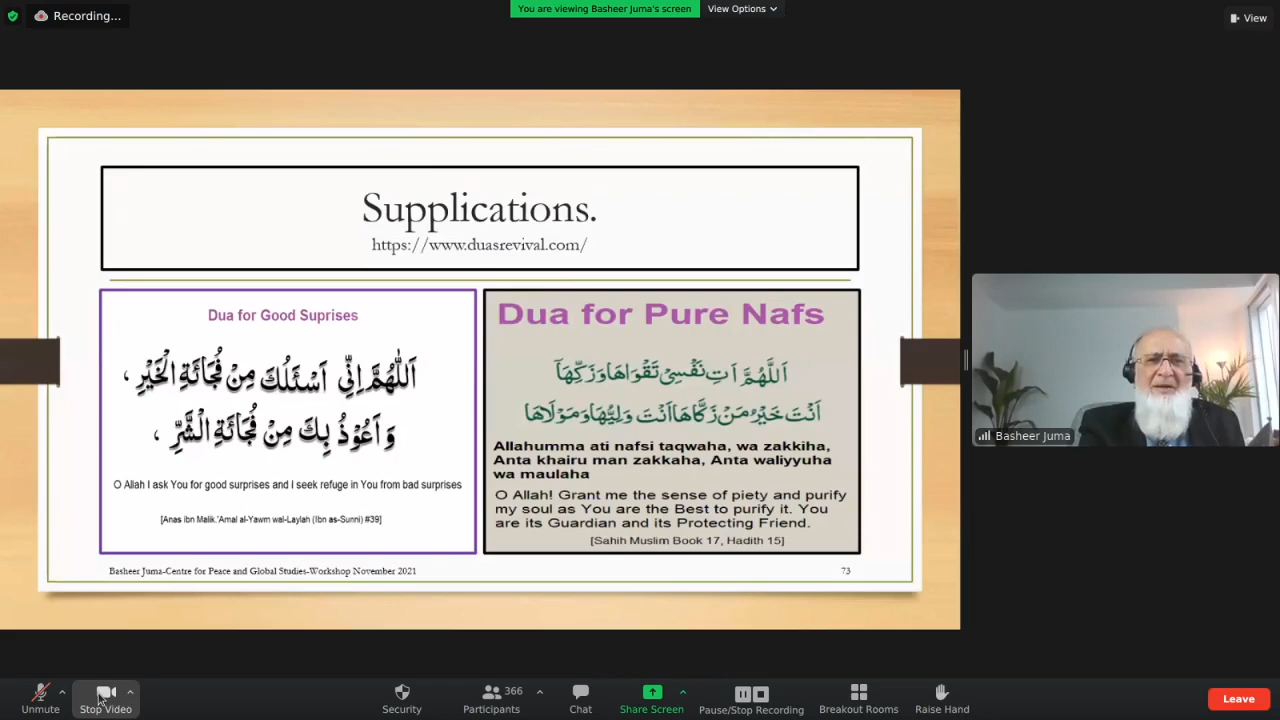 Recording...
You are viewing Basheer Juma's screen
View Options
View
Supplications.
https://www.duasrevival.com/
Dua for Good Suprises
اَللّٰهُمَّ اِنِّي اَسْئَلُكَ مِنْ فُجَائَةِ الْخَيْرِ ،
وَ اَعُوْذُ بِكَ مِنْ فُجَائَةِ الْشَّرِّ ،
O Allah I ask You for good surprises and I seek refuge in You from bad surprises
[Anas ibn Malik.'Amal al-Yawm wal-Laylah (Ibn as-Sunni) #39]
Dua for Pure Nafs
اَللَّهُمَّ اَتِ نَفْسِيْ تَقْوَاهَا وَزَكِّهَآ
اَنْتَ خَيْرُ مَنْ زَكَّاهَا اَنْتَ وَلِيُّهَا وَمَوْلَاهَا
Allahumma ati nafsi taqwaha, wa zakkiha,
Anta khairu man zakkaha, Anta waliyyuha
wa maulaha
O Allah! Grant me the sense of piety and purify
my soul as You are the Best to purify it. You
are its Guardian and its Protecting Friend.
[Sahih Muslim Book 17, Hadith 15]
Basheer Juma-Centre for Peace and Global Studies-Workshop November 2021
73
Basheer Juma
Unmute
Stop Video
Security
366
Participants
Chat
Share Screen
Pause/Stop Recording
Breakout Rooms
Raise Hand
Leave